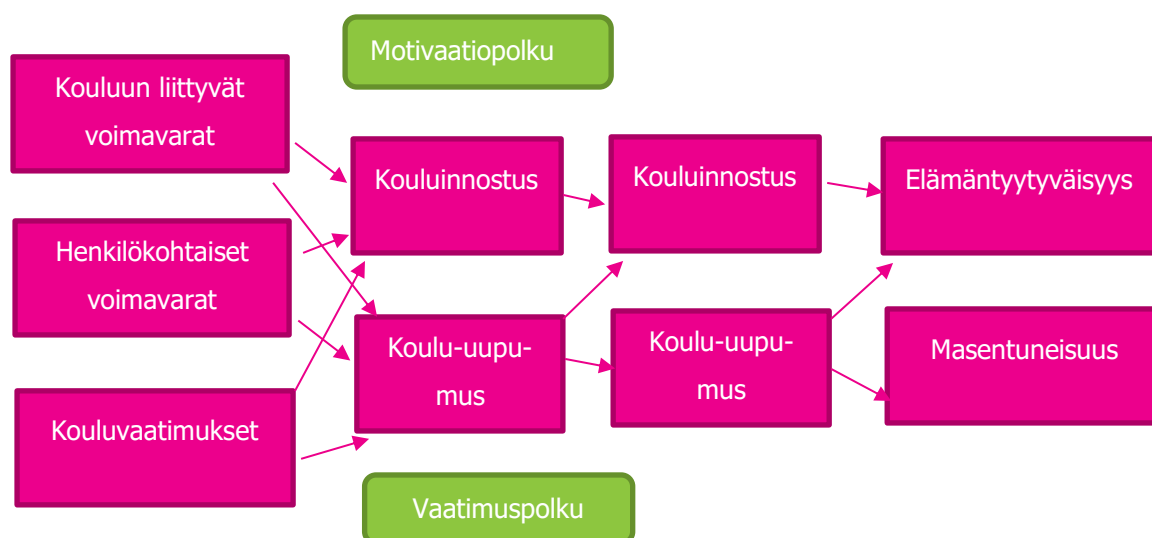 Motivaatiopolku
Kouluun liittyvät
voimavarat
Kouluinnostus
Kouluinnostus
Elämäntyytyväisyys
Henkilökohtaiset
voimavarat
Koulu-uupu-
mus
Koulu-uupu-
mus
Masentuneisuus
Kouluvaatimukset
Vaatimuspolku